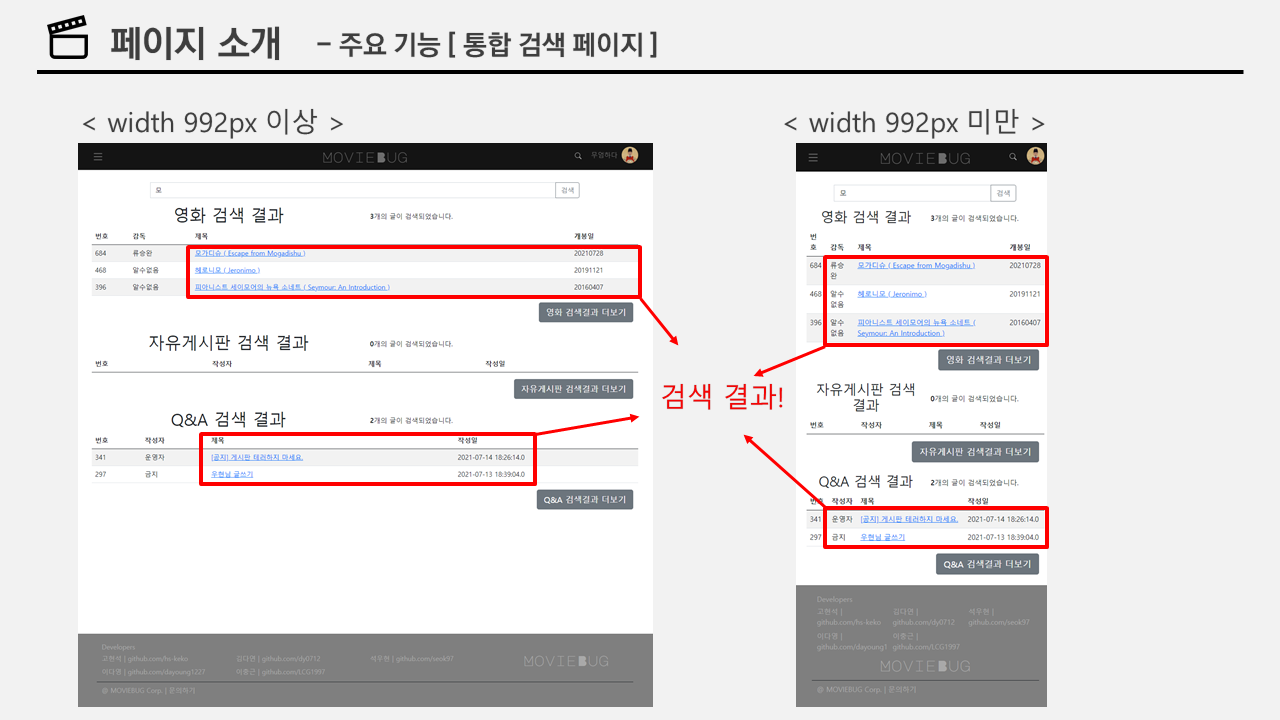 페이지 소개 - 주요 기능 [ 통합 검색 페이지 ]
< width 992px 이상 >
MOVIEBUG 무엄하다
모 검색
영화 검색 결과 3개의 글이 검색되었습니다.
번호 감독 제목 개봉일
684 류승완 모가디슈 ( Escape from Mogadishu ) 20210728
468 알수없음 헤로니모 ( Jeronimo ) 20191121
396 알수없음 피아니스트 세이모어의 뉴욕 소네트 ( Seymour: An Introduction ) 20160407
영화 검색결과 더보기
자유게시판 검색 결과 0개의 글이 검색되었습니다.
번호 작성자 제목 작성일
자유게시판 검색결과 더보기
Q&A 검색 결과 2개의 글이 검색되었습니다.
번호 작성자 제목 작성일
341 운영자 [공지] 게시판 테러하지 마세요. 2021-07-14 18:26:14.0
297 금지 우현님 글쓰기 2021-07-13 18:39:04.0
Q&A 검색결과 더보기
Developers
고현석 | github.com/hs-keko 김다연 | github.com/dy0712 석우현 | github.com/seok97
이다영 | github.com/dayoung1227 이충근 | github.com/LCG1997
MOVIEBUG
@ MOVIEBUG Corp. | 문의하기
검색 결과!
< width 992px 미만 >
MOVIEBUG
모 검색
영화 검색 결과 3개의 글이 검색되었습니다.
번
호 감독 제목 개봉일
684 류승 모가디슈 ( Escape from Mogadishu ) 20210728
완
468 알수 헤로니모 ( Jeronimo ) 20191121
없음
396 알수 피아니스트 세이모어의 뉴욕 소네트 ( 20160407
없음 Seymour: An Introduction )
영화 검색결과 더보기
자유게시판 검색
결과 0개의 글이 검색되었습니다.
번호 작성자 제목 작성일
자유게시판 검색결과 더보기
Q&A 검색 결과 2개의 글이 검색되었습니다.
번호 작성자 제목 작성일
341 운영자 [공지] 게시판 테러하지 마세요. 2021-07-14 18:26:14.0
297 금지 우현님 글쓰기 2021-07-13 18:39:04.0
Q&A 검색결과 더보기
Developers
고현석 | 김다연 | 석우현 |
github.com/hs-keko github.com/dy0712 github.com/seok97
이다영 | 이충근 |
github.com/dayoung1 github.com/LCG1997
MOVIEBUG
@ MOVIEBUG Corp. | 문의하기